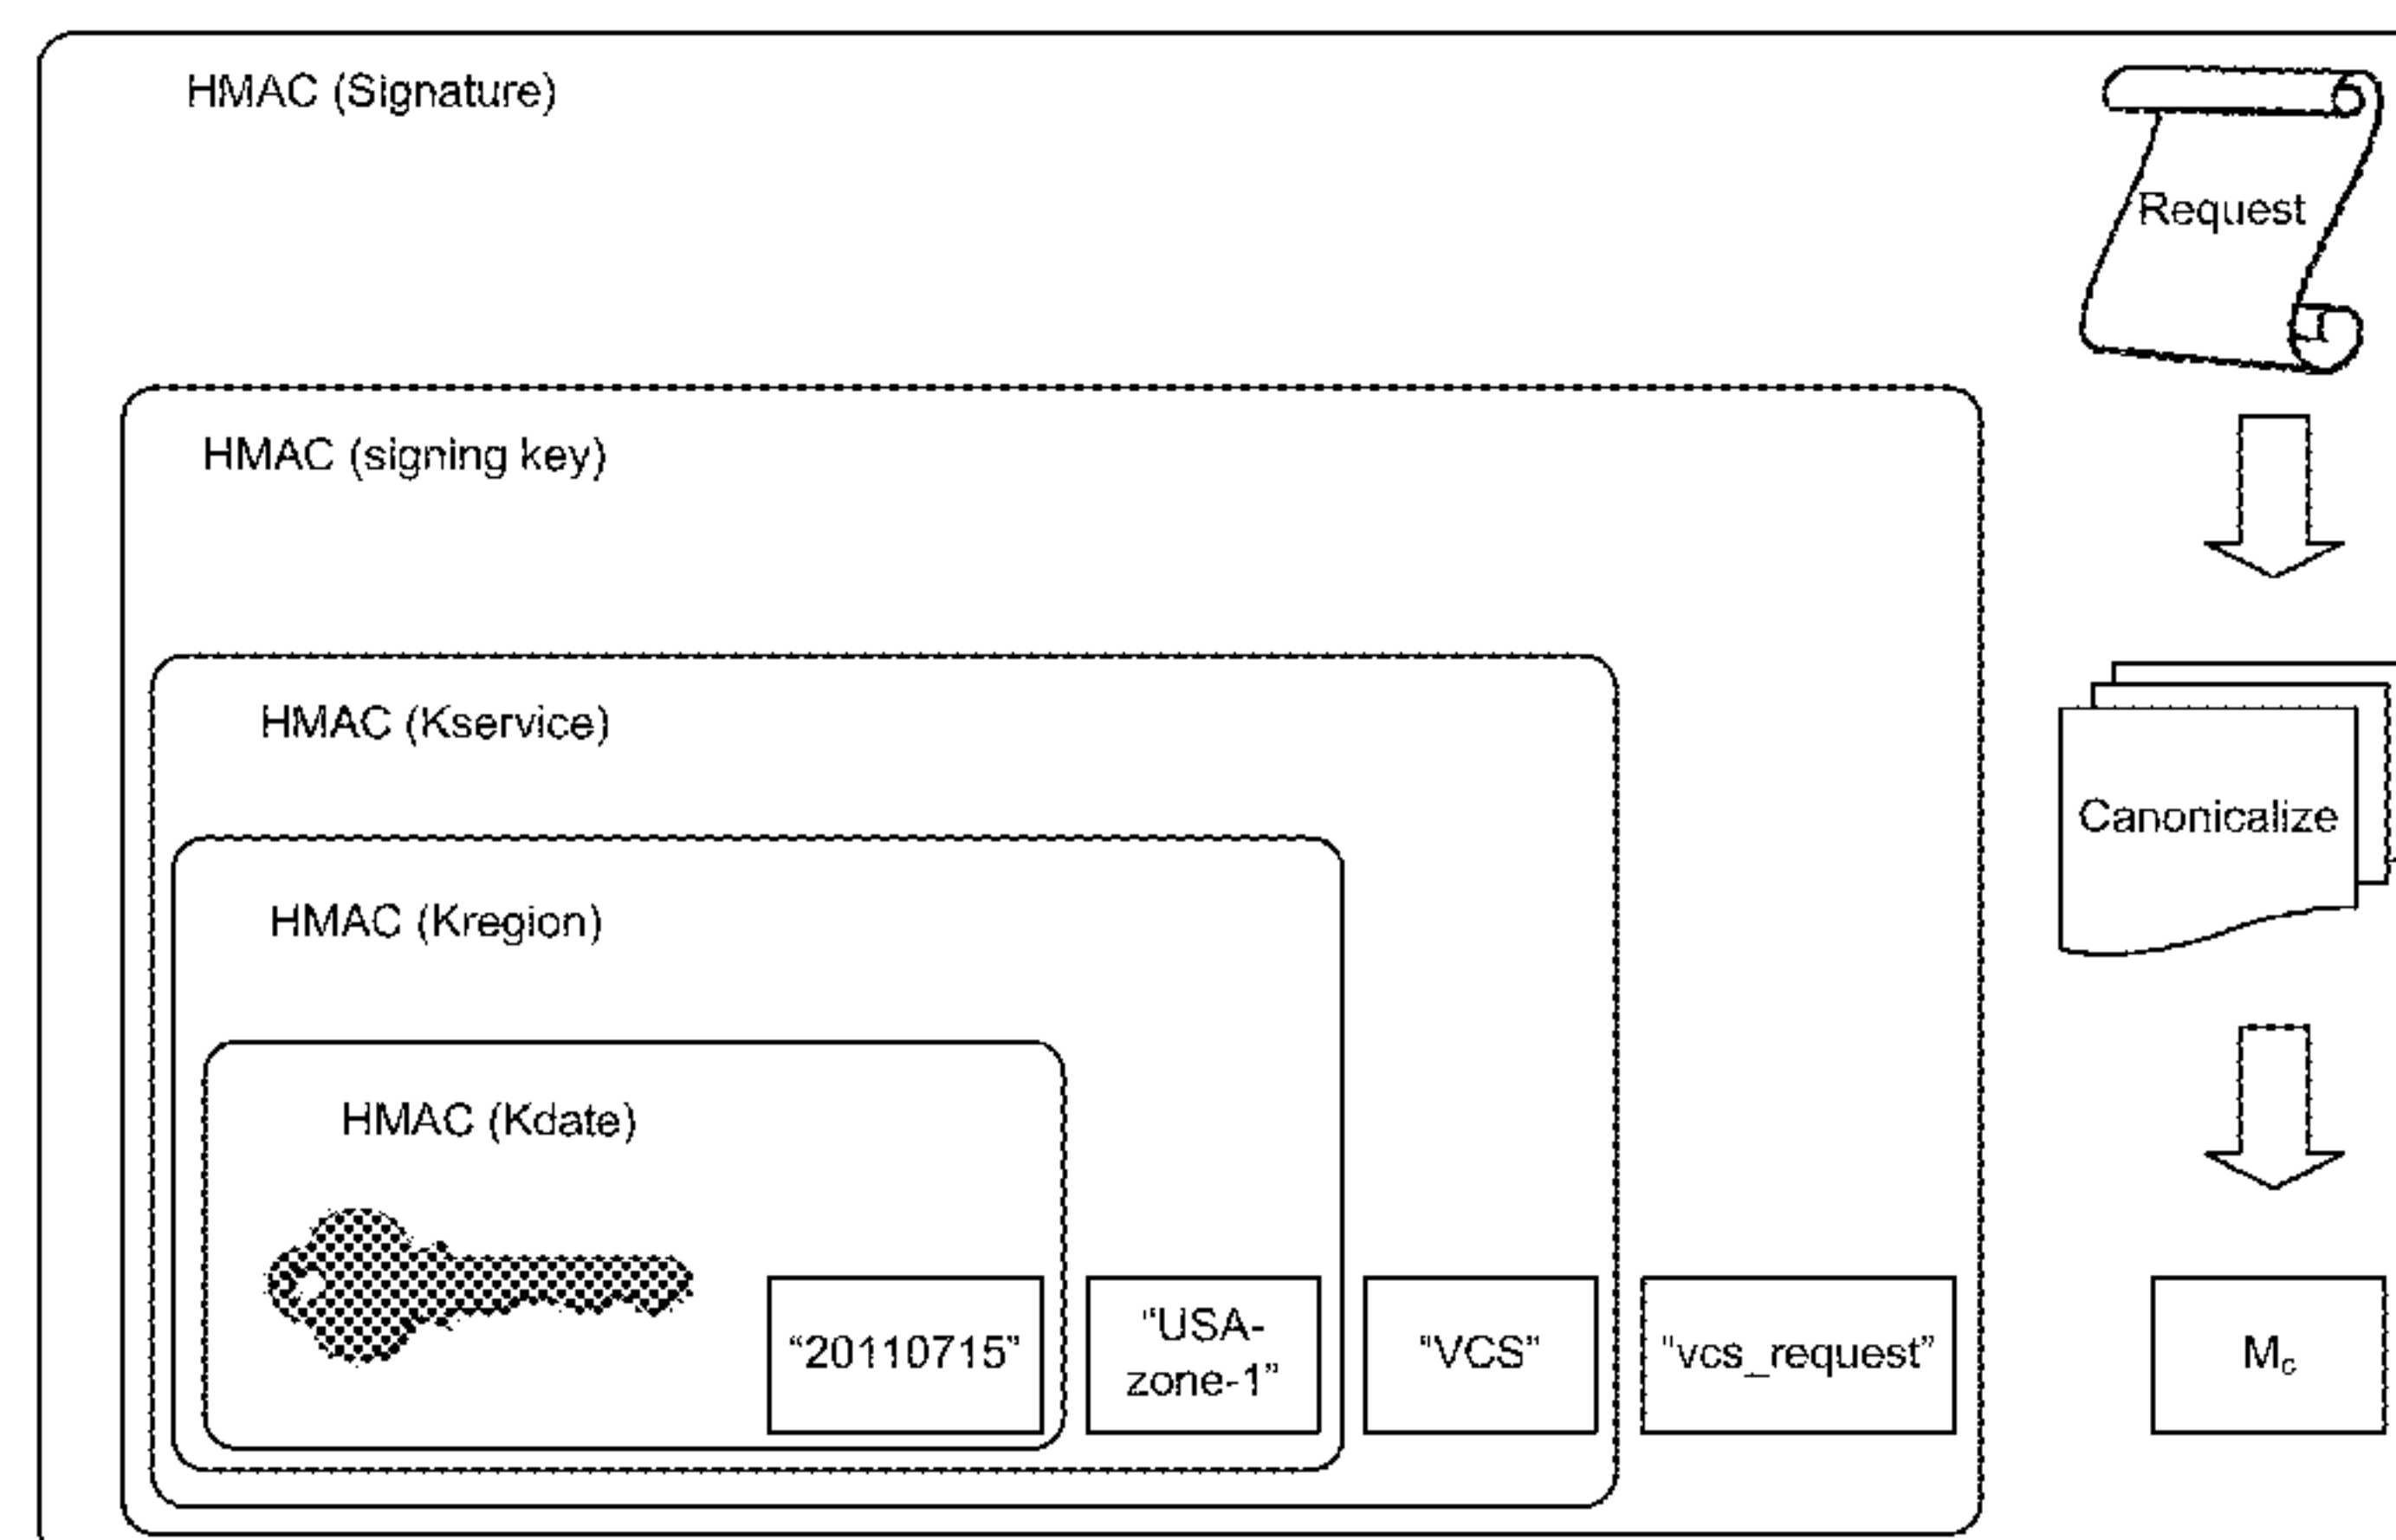 HMAC (Signature)
Request
HMAC (signing key)
HMAC (Kservice)
Canonicalize
HMAC (Kregion)
HMAC (Kdate)
“20110715”
“USA-
zone-1”
“VCS”
“vcs_request”
Mc